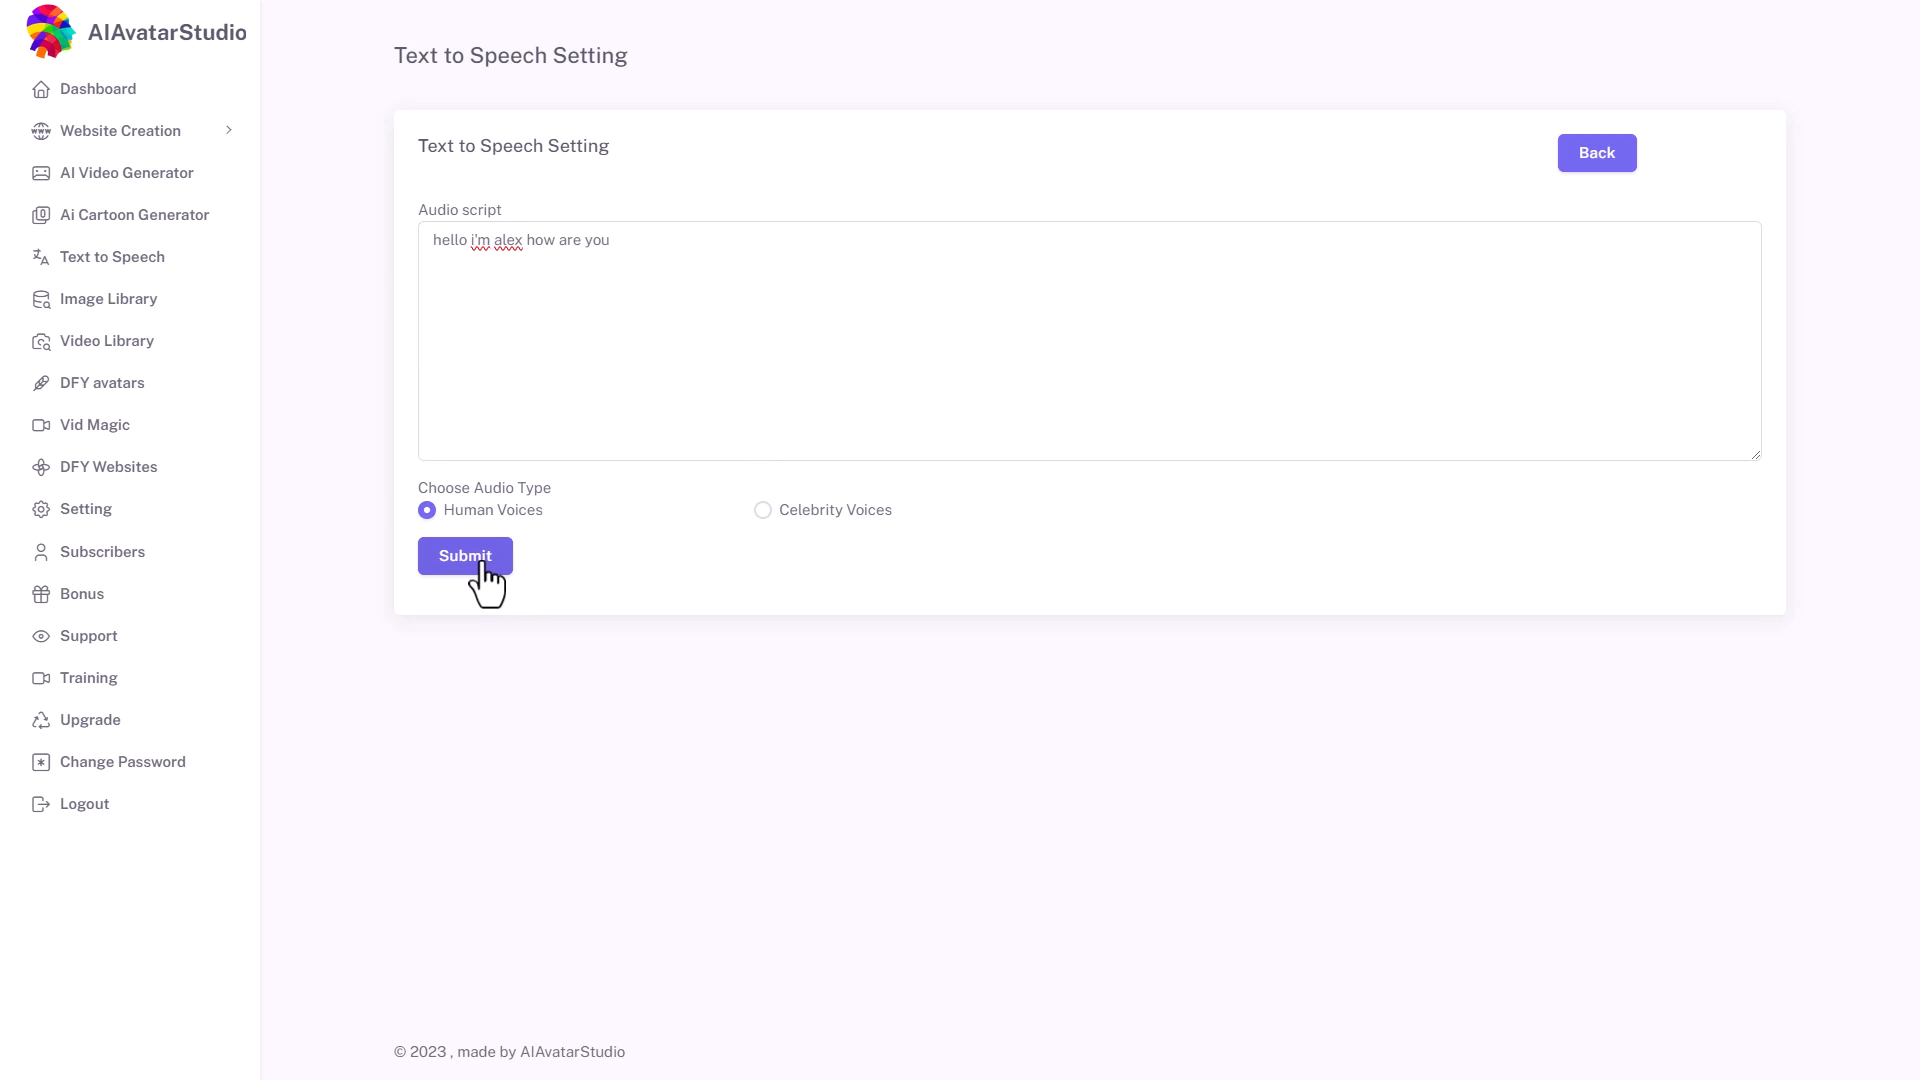 AIAvatarStudio
Dashboard
Website Creation
AI Video Generator
Ai Cartoon Generator
Text to Speech
Image Library
Video Library
DFY avatars
Vid Magic
DFY Websites
Setting
Subscribers
Bonus
Support
Training
Upgrade
Change Password
Logout
Text to Speech Setting
Text to Speech Setting
Back
Audio script
hello i'm alex how are you
Choose Audio Type
Human Voices
Celebrity Voices
Submit
© 2023 , made by AIAvatarStudio